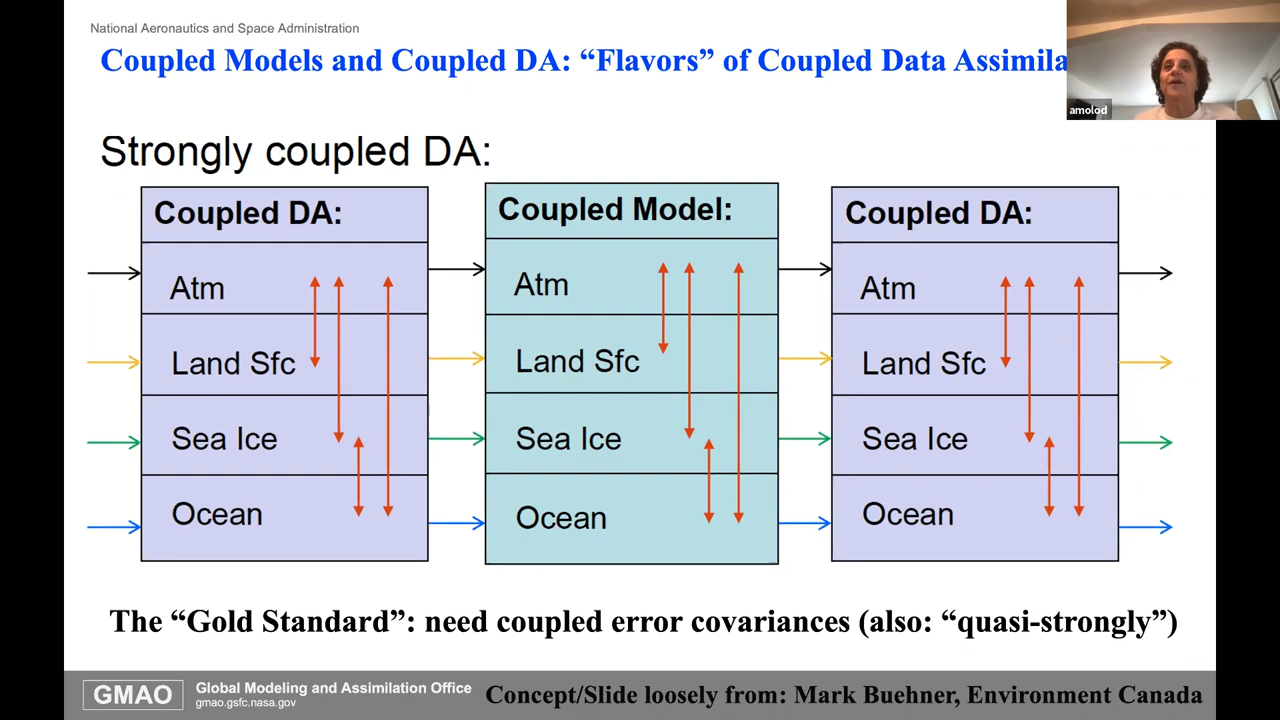 National Aeronautics and Space Administration
Coupled Models and Coupled DA: “Flavors” of Coupled Data Assimila
amolod
Strongly coupled DA:
Coupled DA:
Atm
Land Sfc
Sea Ice
Ocean
Coupled Model:
Atm
Land Sfc
Sea Ice
Ocean
Coupled DA:
Atm
Land Sfc
Sea Ice
Ocean
The “Gold Standard”: need coupled error covariances (also: “quasi-strongly”)
GMAO
Global Modeling and Assimilation Office
gmao.gsfc.nasa.gov
Concept/Slide loosely from: Mark Buehner, Environment Canada